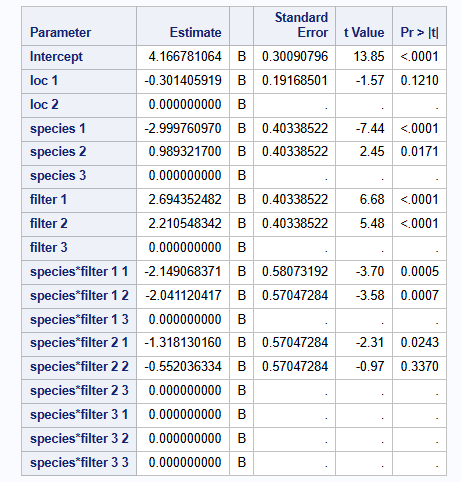 Parameter Estimate Standard Error t Value Pr > |t|
Intercept 4.166781064 B 0.30090796 13.85 <.0001
loc 1 -0.301405919 B 0.19168501 -1.57 0.1210
loc 2 0.000000000 B . . .
species 1 -2.999760970 B 0.40338522 -7.44 <.0001
species 2 0.989321700 B 0.40338522 2.45 0.0171
species 3 0.000000000 B . . .
filter 1 2.694352482 B 0.40338522 6.68 <.0001
filter 2 2.210548342 B 0.40338522 5.48 <.0001
filter 3 0.000000000 B . . .
species*filter 1 1 -2.149068371 B 0.58073192 -3.70 0.0005
species*filter 1 2 -2.041120417 B 0.57047284 -3.58 0.0007
species*filter 1 3 0.000000000 B . . .
species*filter 2 1 -1.318130160 B 0.57047284 -2.31 0.0243
species*filter 2 2 -0.552036334 B 0.57047284 -0.97 0.3370
species*filter 2 3 0.000000000 B . . .
species*filter 3 1 0.000000000 B . . .
species*filter 3 2 0.000000000 B . . .
species*filter 3 3 0.000000000 B . . .